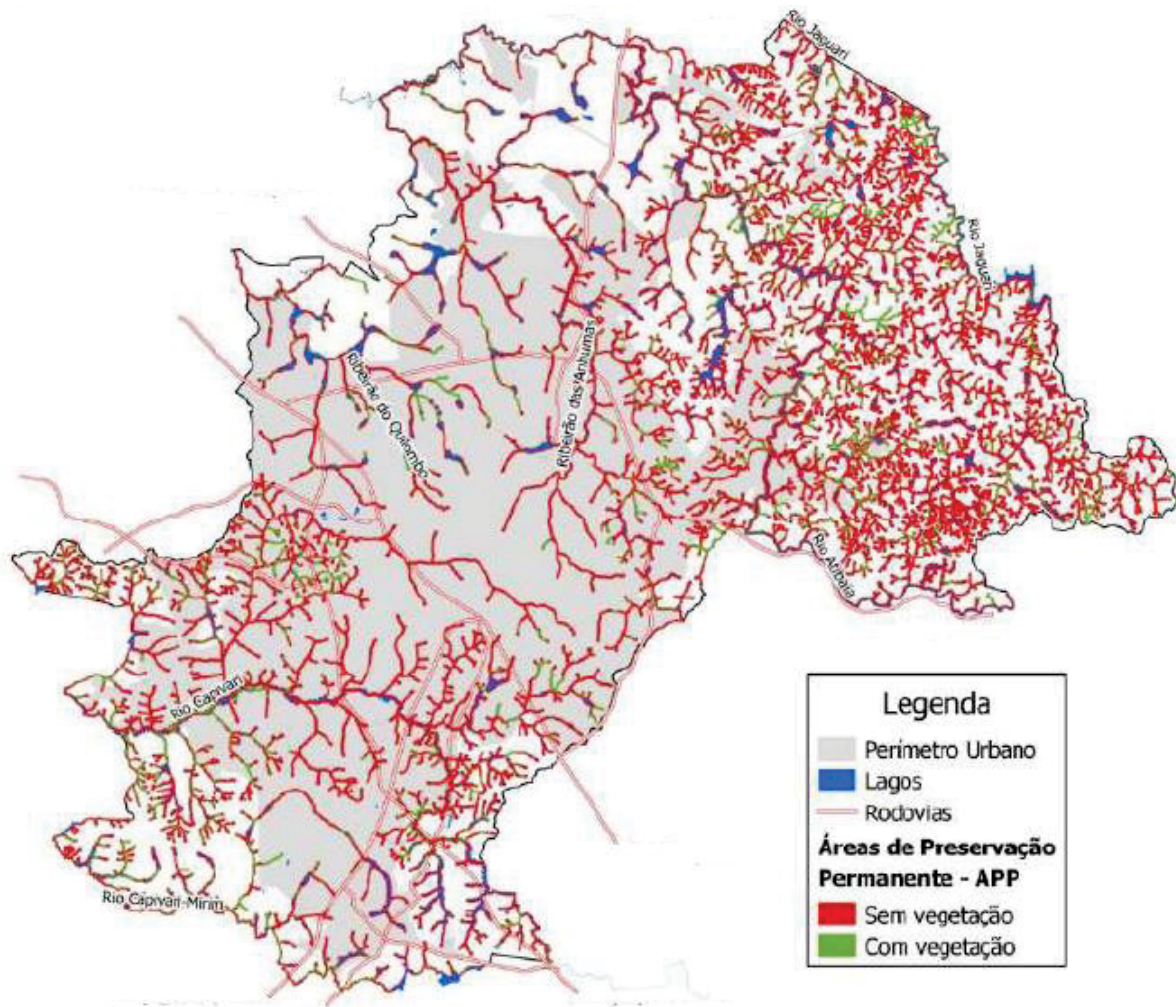 Rio Jaguari
Rio Jaguari
Ribeirão do Quilombo
Ribeirão das Anhumas
Rio Atibaia
Rio Capivari
Rio Capivari-Mirim
Legenda
Perímetro Urbano
Lagos
Rodovias
Áreas de Preservação
Permanente - APP
Sem vegetação
Com vegetação